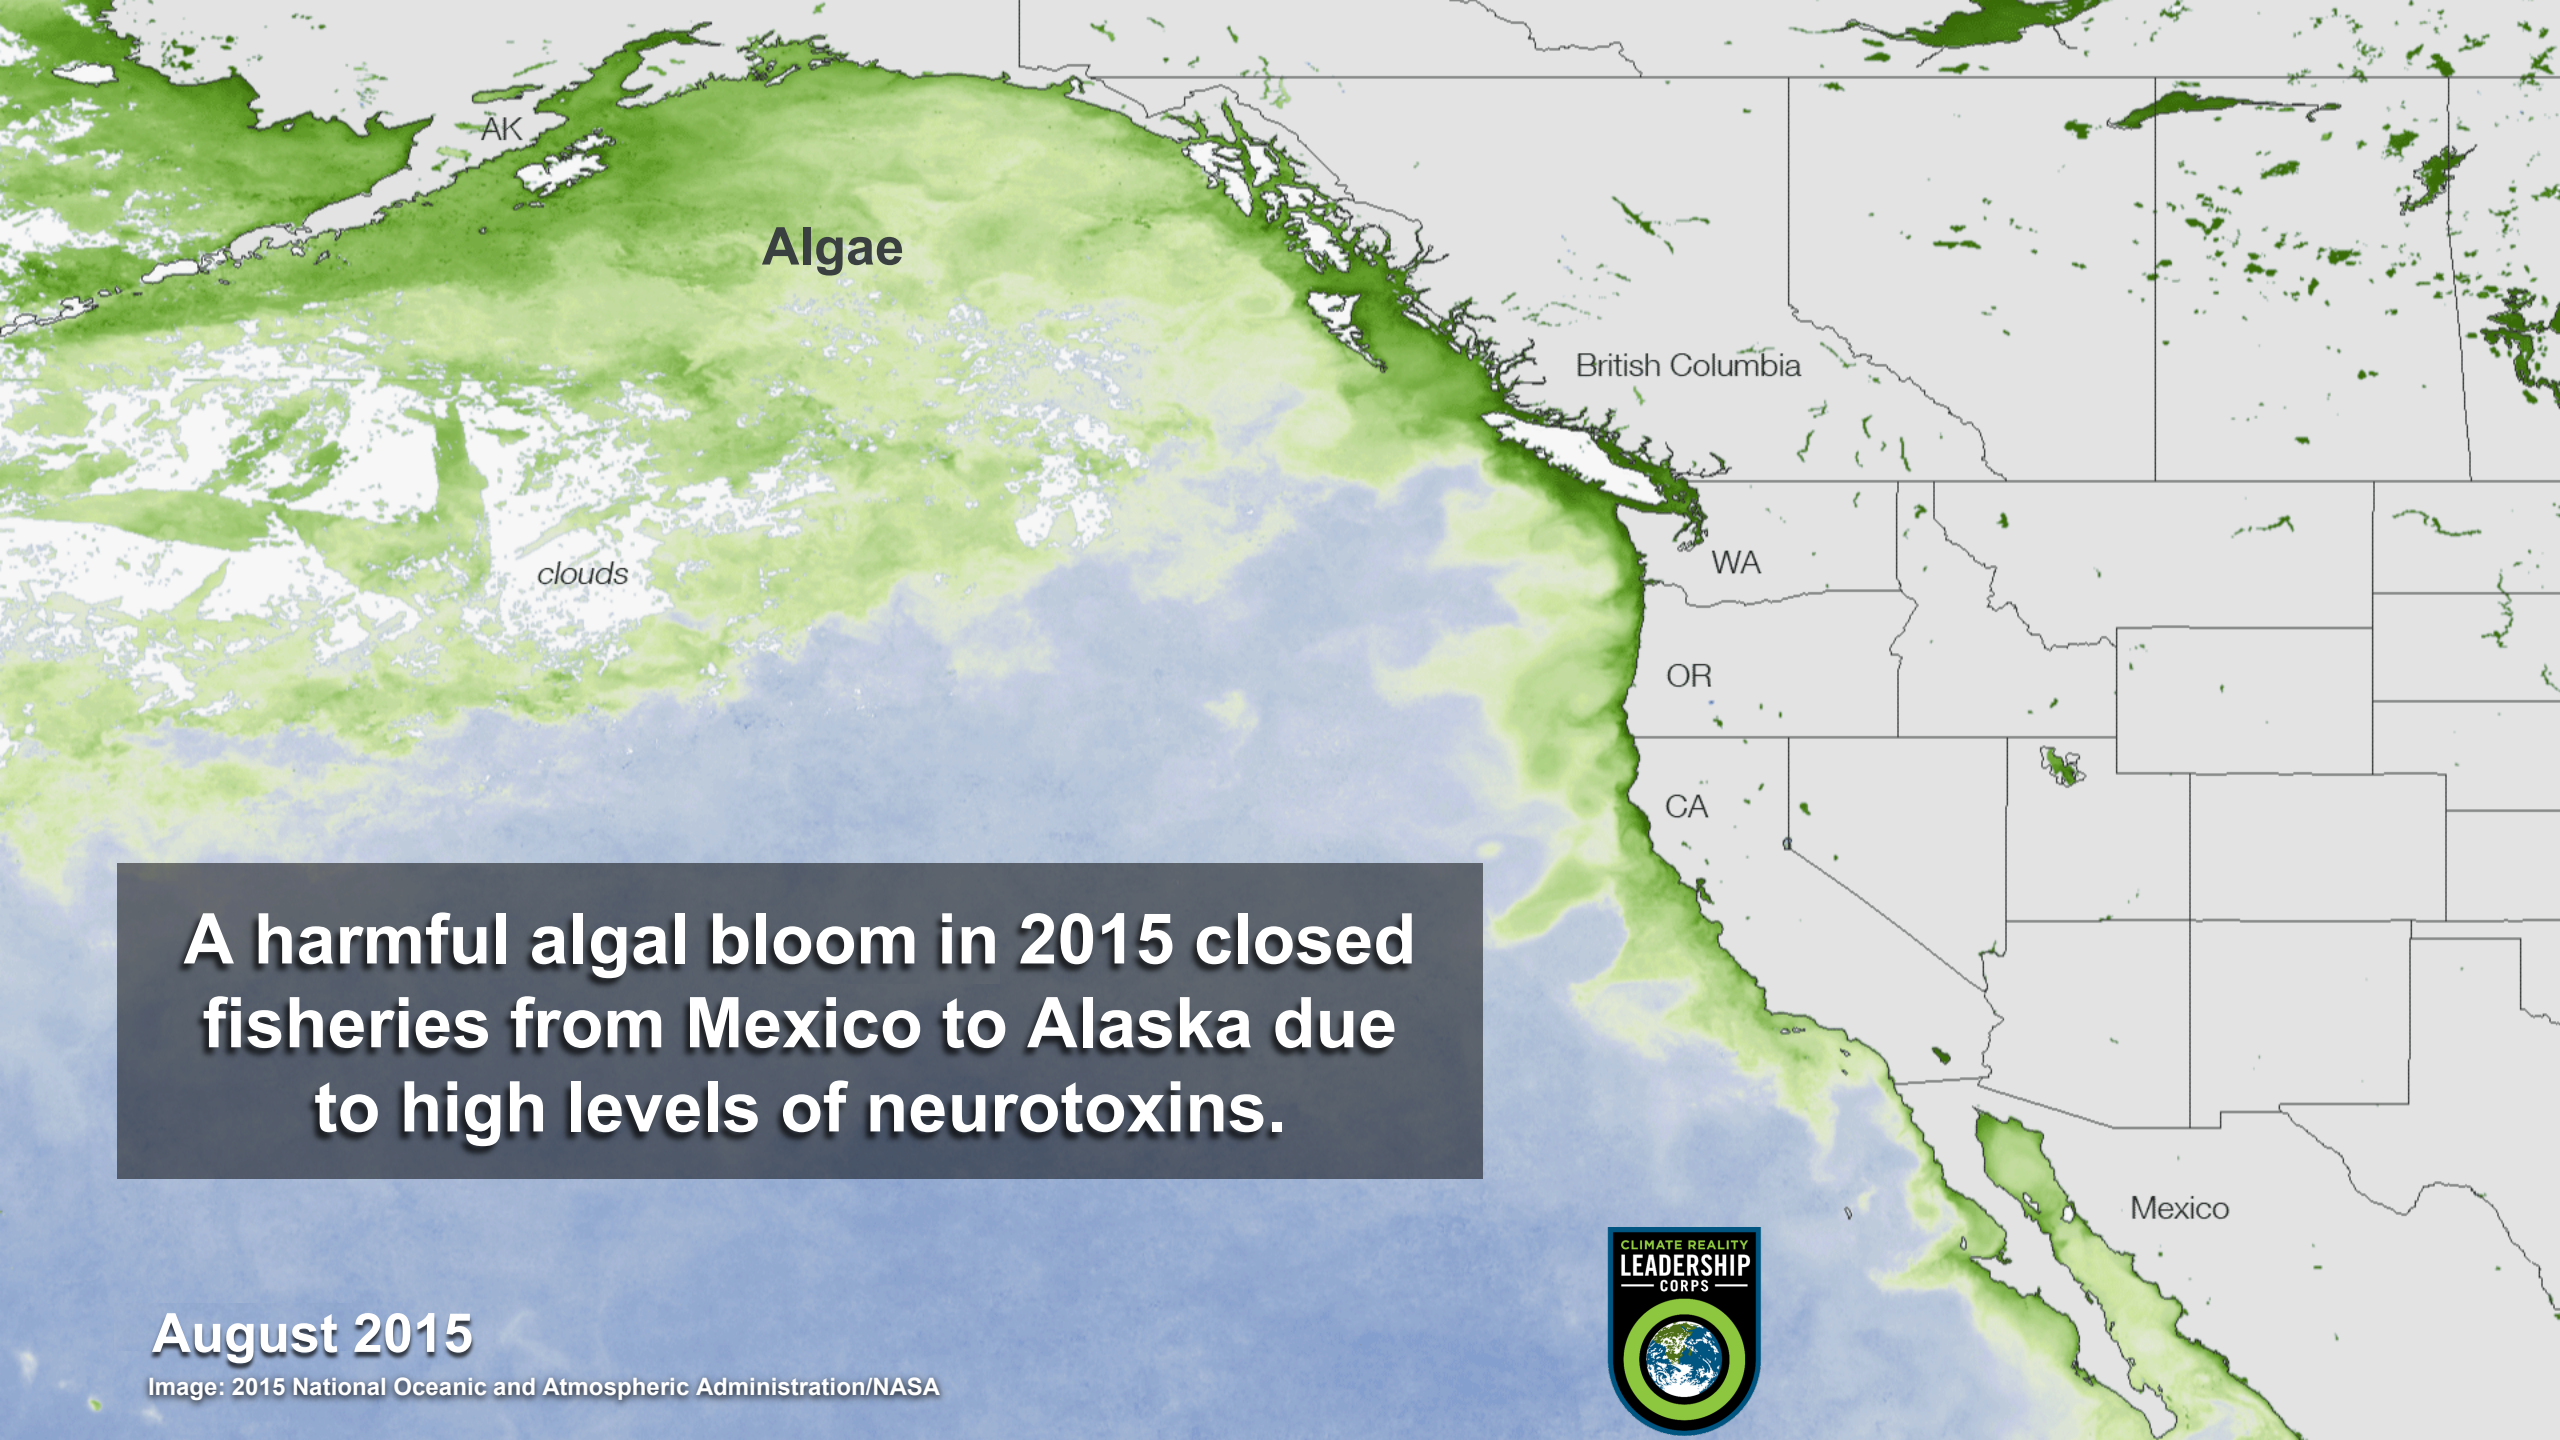 AK
Algae
British Columbia
clouds
WA
OR
CA
A harmful algal bloom in 2015 closed
fisheries from Mexico to Alaska due
to high levels of neurotoxins.
Mexico
CLIMATE REALITY
LEADERSHIP
CORPS
August 2015
Image: 2015 National Oceanic and Atmospheric Administration/NASA